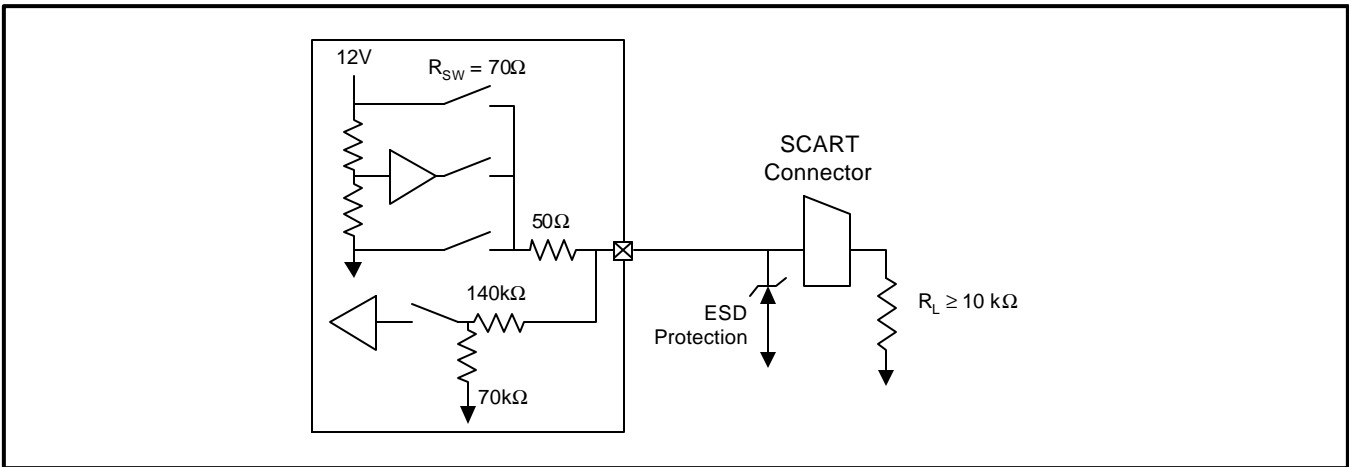 12V
R_SW = 70Ω
SCART
Connector
50Ω
140kΩ
ESD
Protection
R_L ≥ 10 kΩ
70kΩ